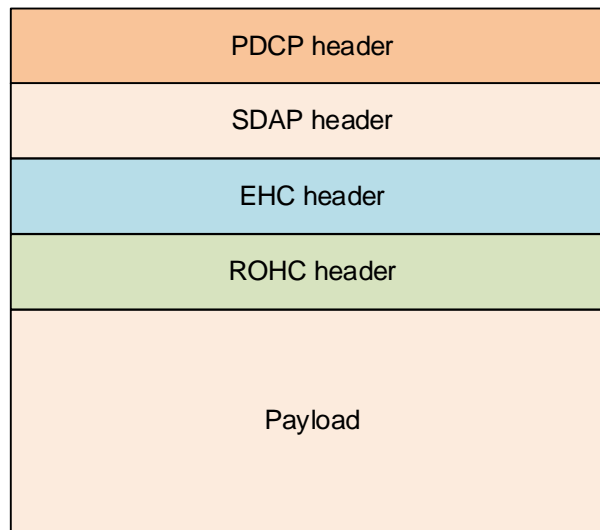 PDCP header
SDAP header
EHC header
ROHC header
Payload